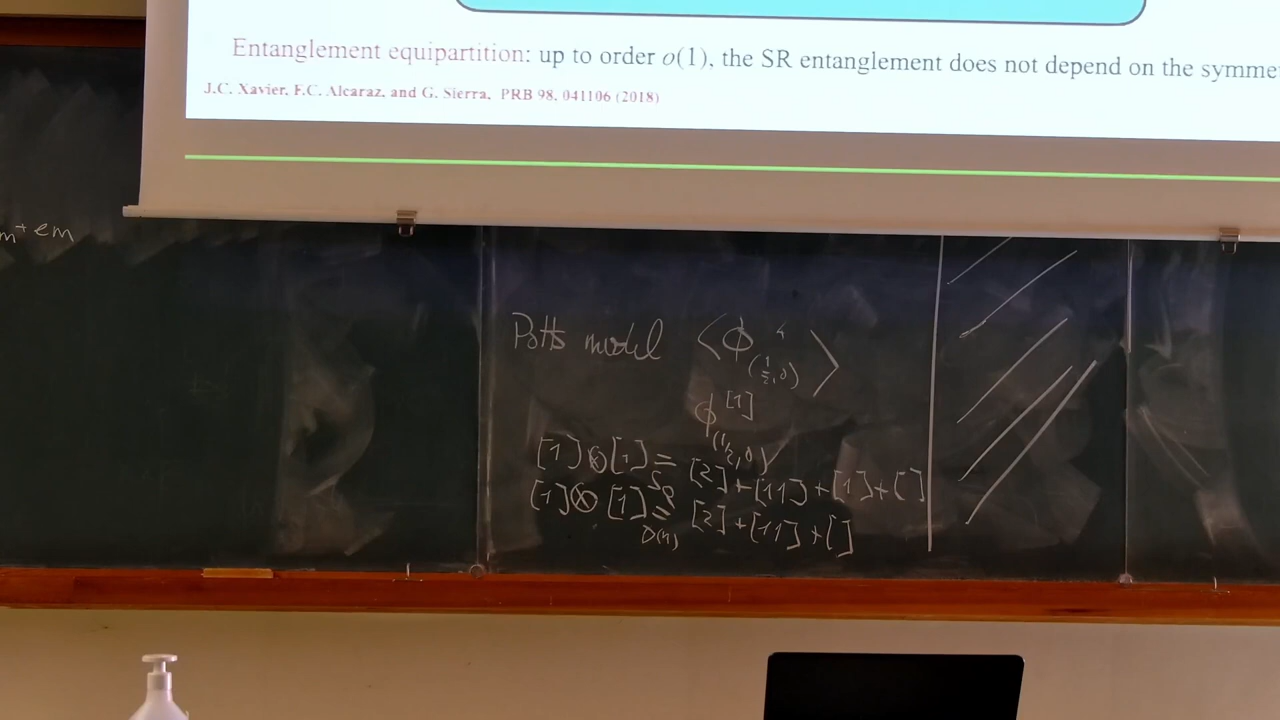 Entanglement equipartition: up to order o(1), the SR entanglement does not depend on the symme
J.C. Xavier, F.C. Alcaraz, and G. Sierra, PRB 98, 041106 (2018)
m + em
Potts model ⟨ϕ⁴_(½,0)⟩
ϕ^[1]_(1/2,0)
[1]⊗[1] =_{S_Q} [2]+[11]+[1]+[]
[1]⊗[1] =_{O(n)} [2]+[11]+[]